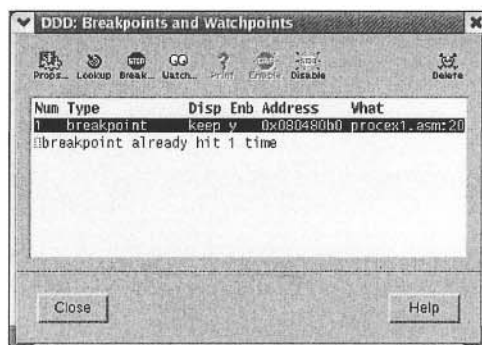 DDD: Breakpoints and Watchpoints
Props... Lookup Break... Watch... Print Enable Disable Delete
Num Type Disp Enb Address What
1 breakpoint keep y 0x080480b0 procex1.asm:20
breakpoint already hit 1 time
Close Help